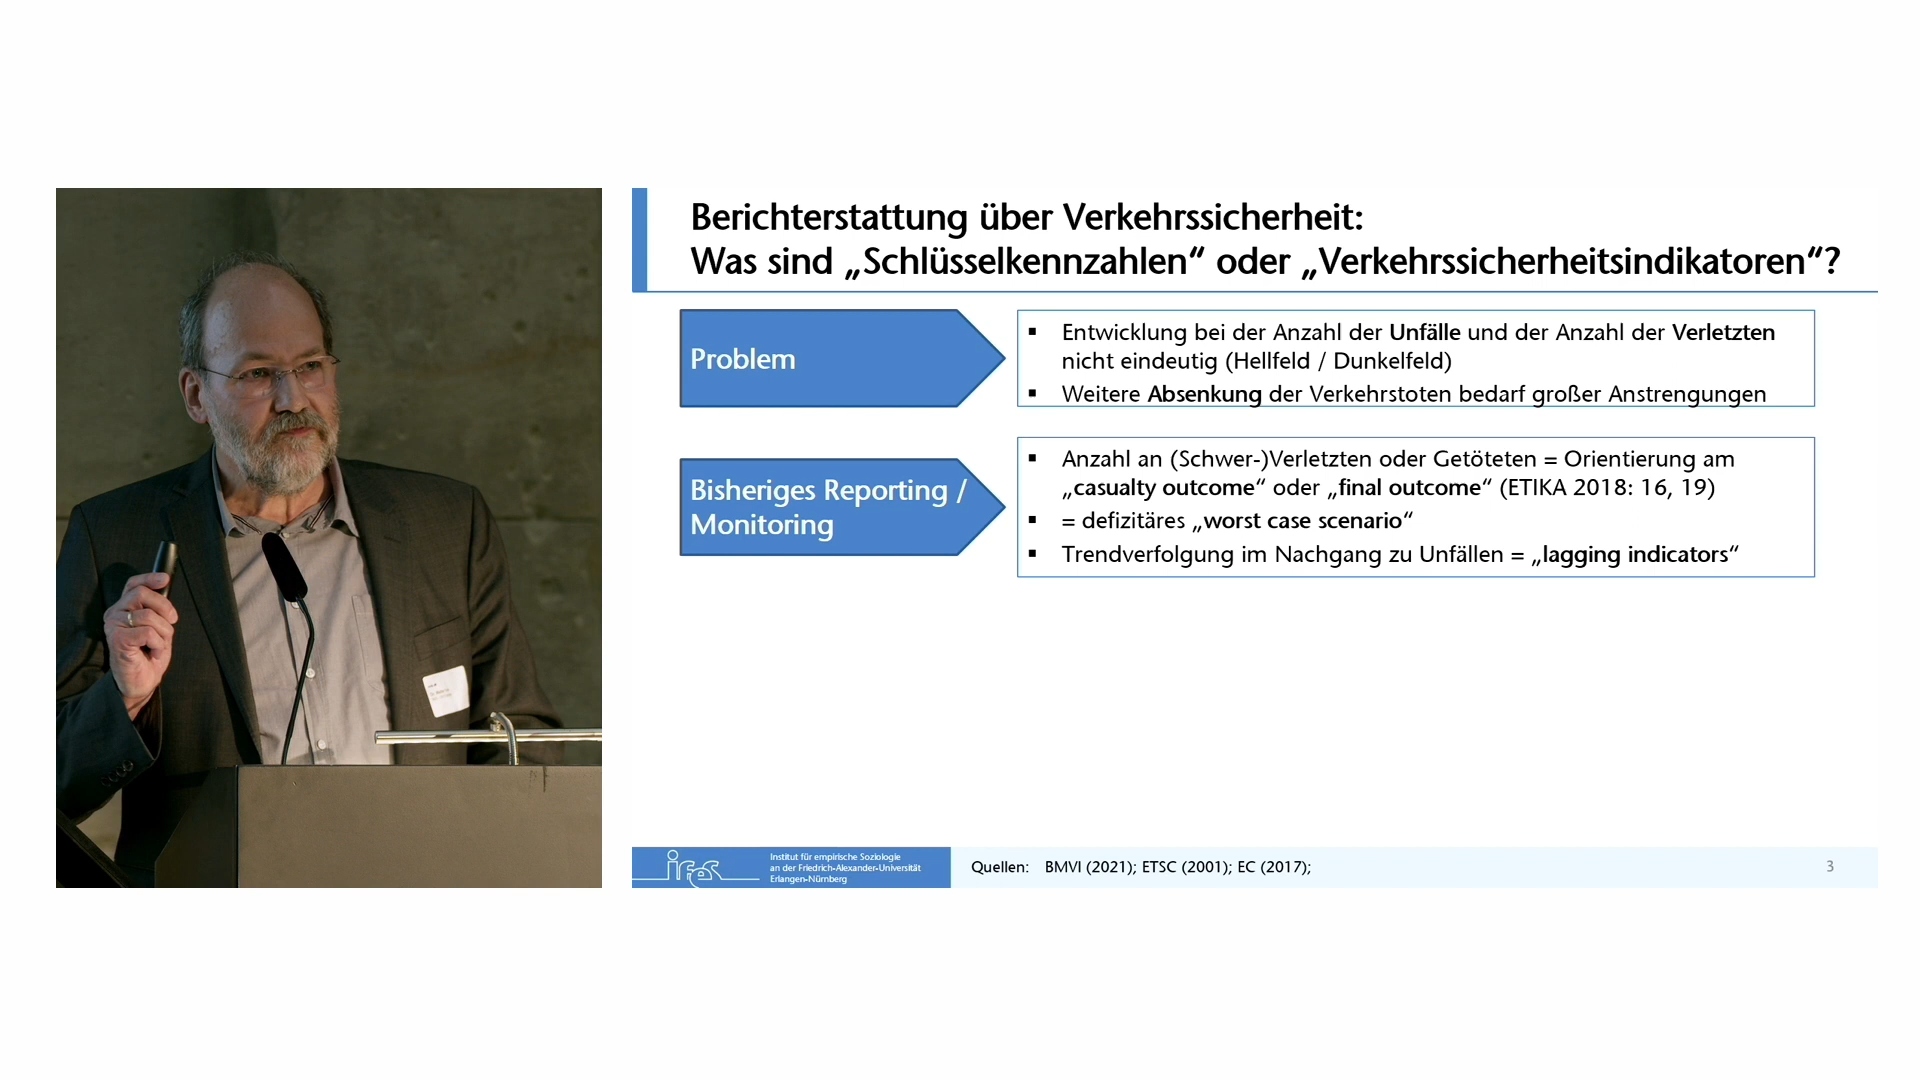 Berichterstattung über Verkehrssicherheit:
Was sind „Schlüsselkennzahlen“ oder „Verkehrssicherheitsindikatoren“?
Problem
▪ Entwicklung bei der Anzahl der Unfälle und der Anzahl der Verletzten
nicht eindeutig (Hellfeld / Dunkelfeld)
▪ Weitere Absenkung der Verkehrstoten bedarf großer Anstrengungen
Bisheriges Reporting /
Monitoring
▪ Anzahl an (Schwer-)Verletzten oder Getöteten = Orientierung am
„casualty outcome“ oder „final outcome“ (ETIKA 2018: 16, 19)
▪ = defizitäres „worst case scenario“
▪ Trendverfolgung im Nachgang zu Unfällen = „lagging indicators“
ifes
Institut für empirische Soziologie
an der Friedrich-Alexander-Universität
Erlangen-Nürnberg
Quellen: BMVI (2021); ETSC (2001); EC (2017);
3